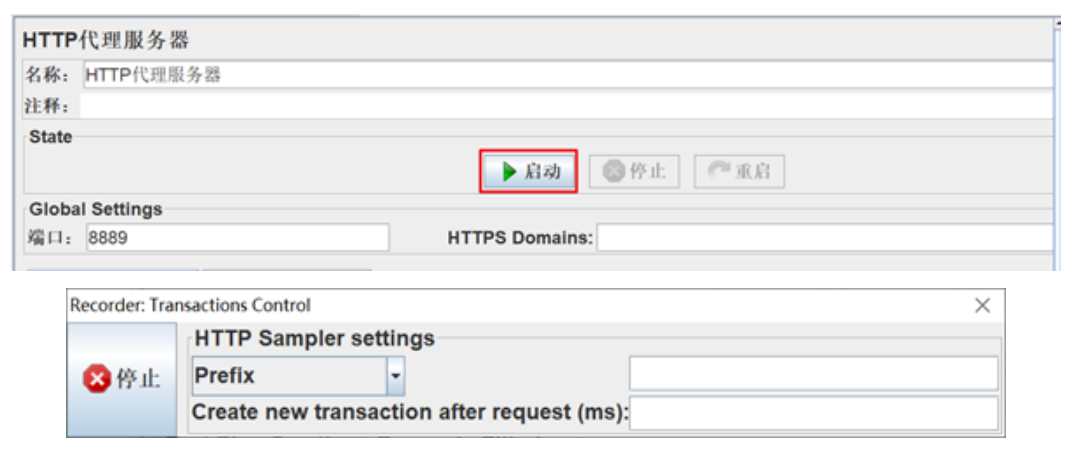 HTTP代理服务器
名称： HTTP代理服务器
注释：
State
启动 停止 重启
Global Settings
端口： 8889 HTTPS Domains:
Recorder: Transactions Control
HTTP Sampler settings
停止 Prefix
Create new transaction after request (ms):